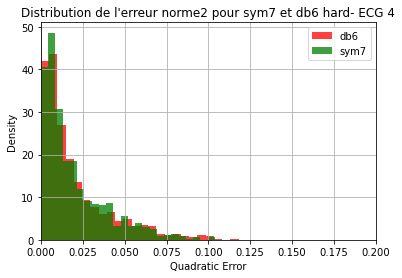 Distribution de l'erreur norme2 pour sym7 et db6 hard- ECG 4
db6
sym7
50
40
30
20
10
0
Density
0.000 0.025 0.050 0.075 0.100 0.125 0.150 0.175 0.200
Quadratic Error